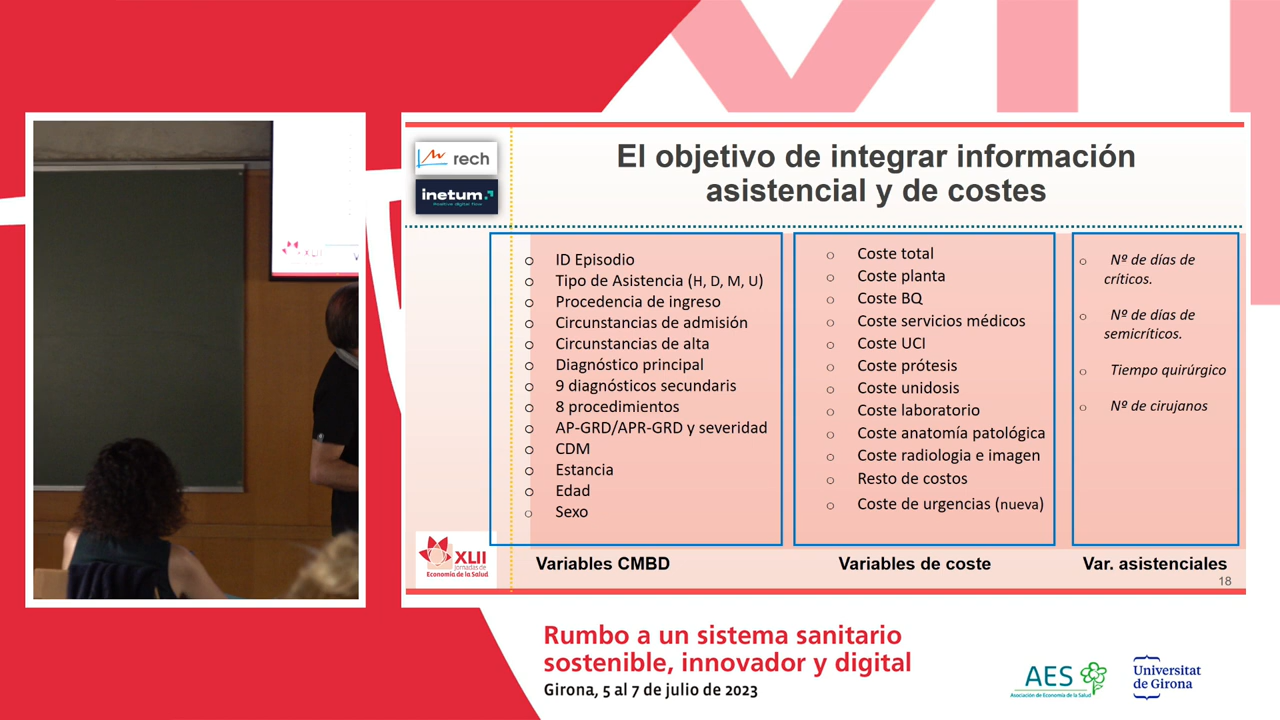 XLII
rech
inetum
El objetivo de integrar información
asistencial y de costes
o ID Episodio
o Tipo de Asistencia (H, D, M, U)
o Procedencia de ingreso
o Circunstancias de admisión
o Circunstancias de alta
o Diagnóstico principal
o 9 diagnósticos secundaris
o 8 procedimientos
o AP-GRD/APR-GRD y severidad
o CDM
o Estancia
o Edad
o Sexo
Variables CMBD
o Coste total
o Coste planta
o Coste BQ
o Coste servicios médicos
o Coste UCI
o Coste prótesis
o Coste unidosis
o Coste laboratorio
o Coste anatomía patológica
o Coste radiologia e imagen
o Resto de costos
o Coste de urgencias (nueva)
Variables de coste
o Nº de días de
críticos.
o Nº de días de
semicríticos.
o Tiempo quirúrgico
o Nº de cirujanos
Var. asistenciales
18
XLII
Jornadas de
Economía de la Salud
Rumbo a un sistema sanitario
sostenible, innovador y digital
Girona, 5 al 7 de julio de 2023
AES
Asociación de Economía de la Salud
Universitat
de Girona